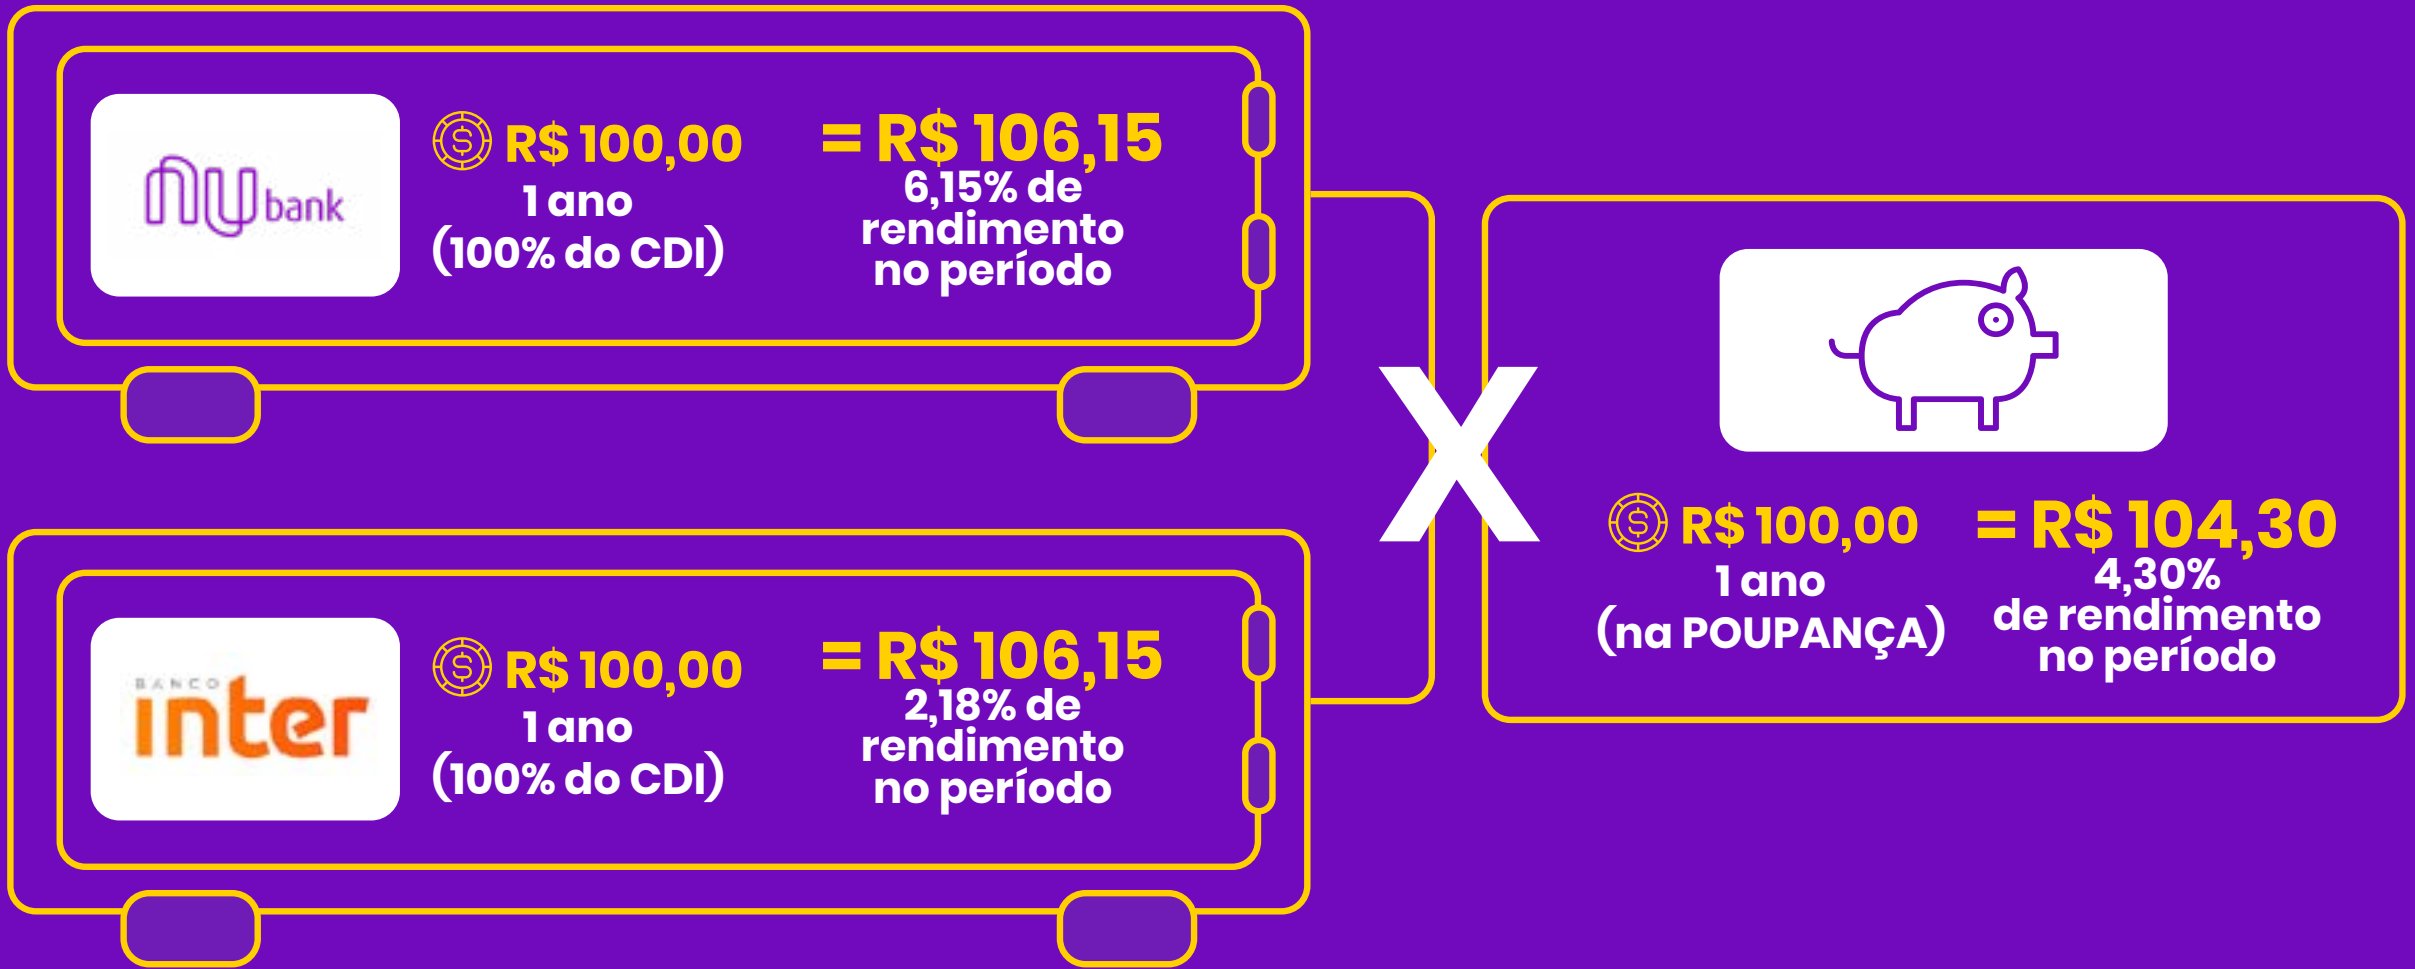 nu bank
R$ 100,00
1 ano
(100% do CDI)
= R$ 106,15
6,15% de
rendimento
no período
BANCO
inter
R$ 100,00
1 ano
(100% do CDI)
= R$ 106,15
2,18% de
rendimento
no período
X
R$ 100,00
1 ano
(na POUPANÇA)
= R$ 104,30
4,30%
de rendimento
no período